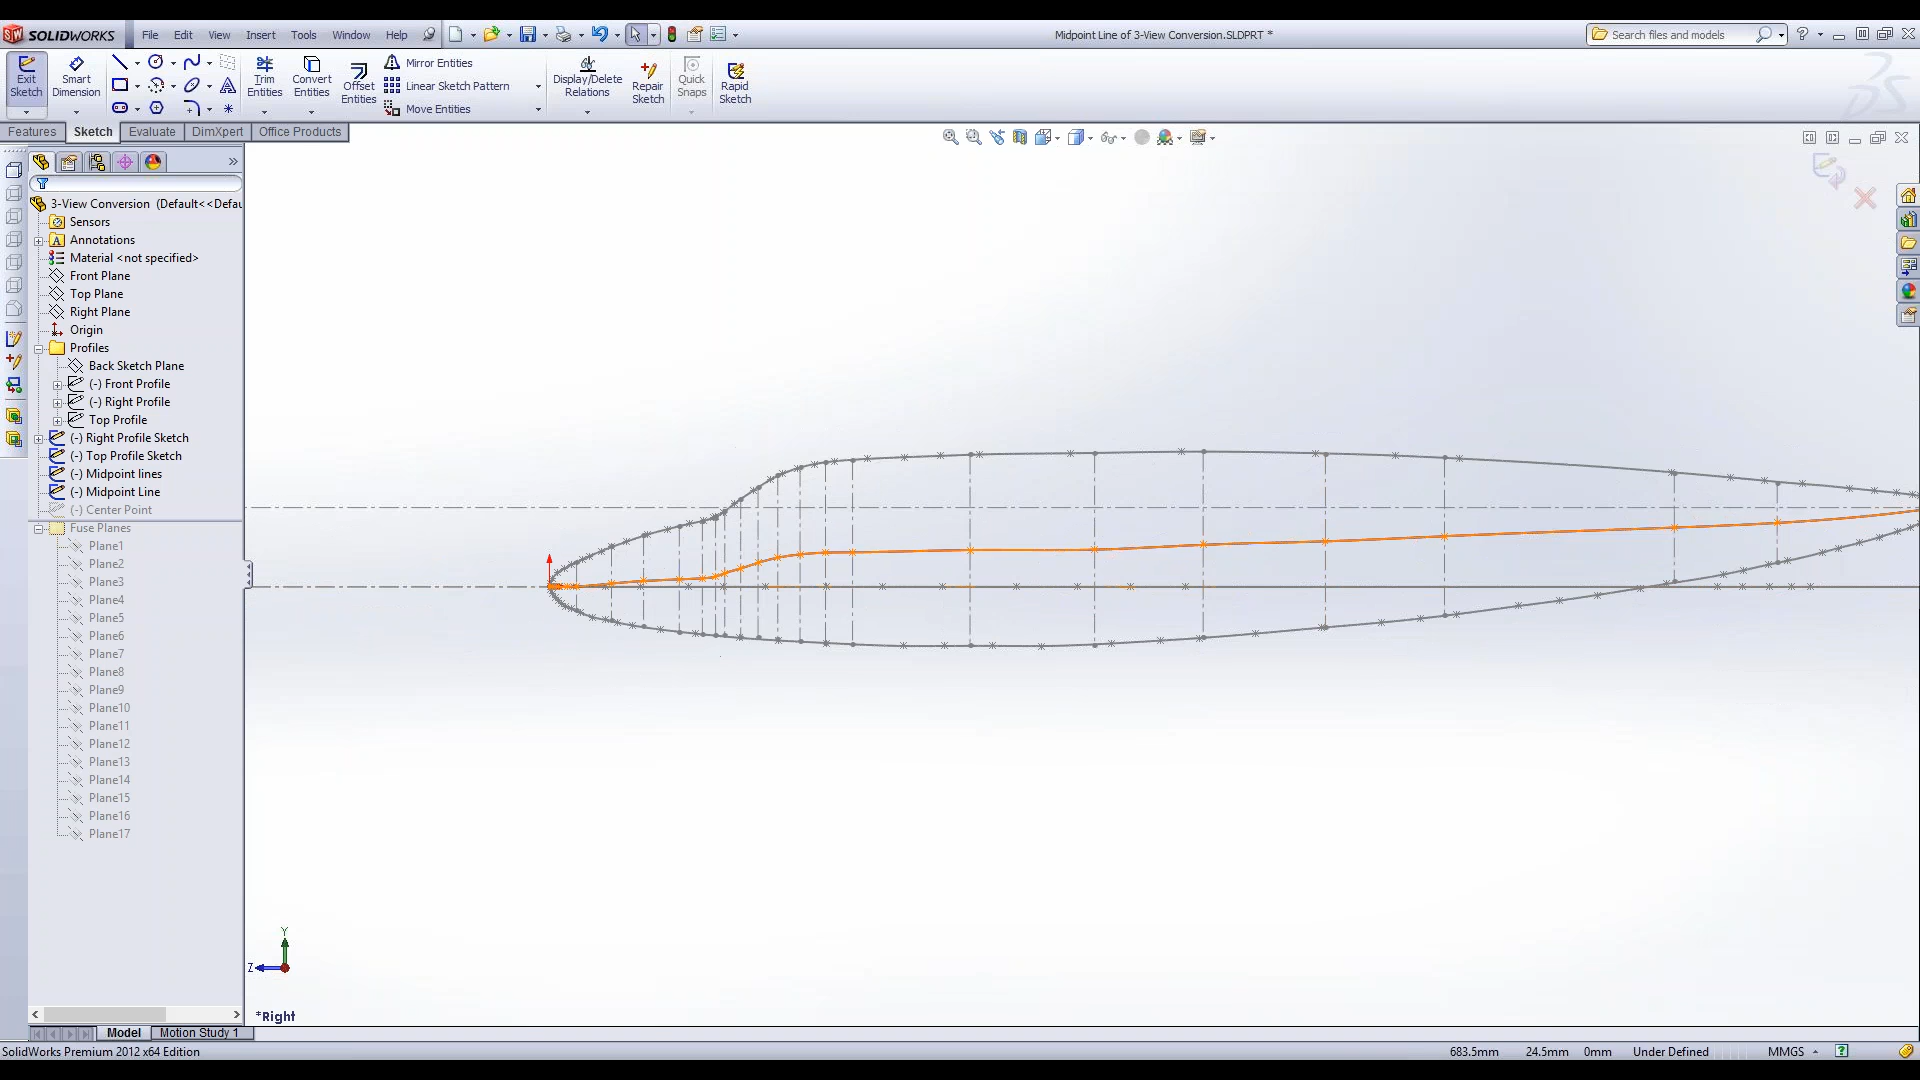 SW SOLIDWORKS File Edit View Insert Tools Window Help Midpoint Line of 3-View Conversion.SLDPRT * Search files and models
Exit Sketch
Smart Dimension
Trim Entities
Convert Entities
Offset Entities
Mirror Entities
Linear Sketch Pattern
Move Entities
Display/Delete Relations
Repair Sketch
Quick Snaps
Rapid Sketch
Features Sketch Evaluate DimXpert Office Products
3-View Conversion (Default<<Defau
Sensors
Annotations
Material <not specified>
Front Plane
Top Plane
Right Plane
Origin
Profiles
Back Sketch Plane
(-) Front Profile
(-) Right Profile
Top Profile
(-) Right Profile Sketch
(-) Top Profile Sketch
(-) Midpoint lines
(-) Midpoint Line
(-) Center Point
Fuse Planes
Plane1
Plane2
Plane3
Plane4
Plane5
Plane6
Plane7
Plane8
Plane9
Plane10
Plane11
Plane12
Plane13
Plane14
Plane15
Plane16
Plane17
Y
Z
*Right
Model Motion Study 1
SolidWorks Premium 2012 x64 Edition 683.5mm 24.5mm 0mm Under Defined MMGS